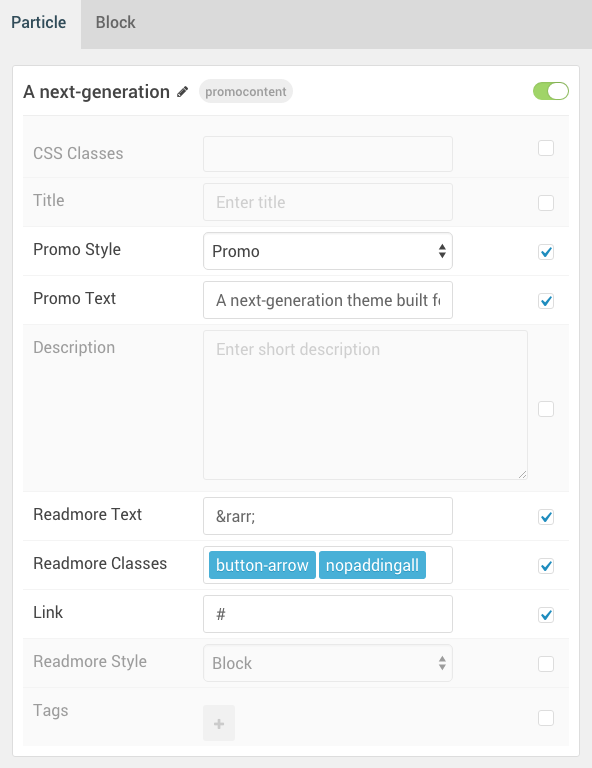 Particle Block
A next-generation promocontent
CSS Classes
Title Enter title
Promo Style Promo
Promo Text A next-generation theme built f
Description Enter short description
Readmore Text &rarr;
Readmore Classes button-arrow nopaddingall
Link #
Readmore Style Block
Tags +